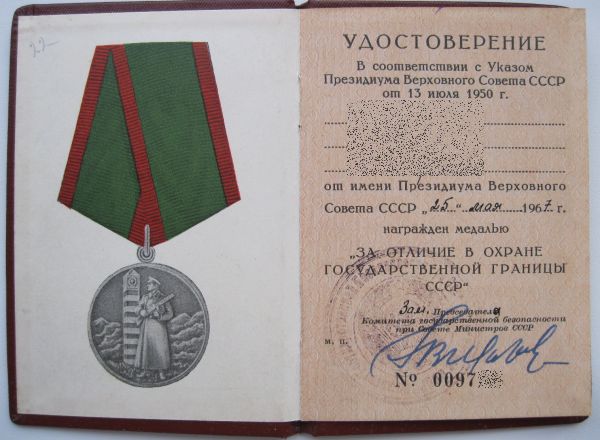 22
УДОСТОВЕРЕНИЕ
В соответствии с Указом
Президиума Верховного Совета СССР
от 13 июля 1950 г.
от имени Президиума Верховного
Совета СССР „25“ мая 1967 г.
награжден медалью
„ЗА ОТЛИЧИЕ В ОХРАНЕ
ГОСУДАРСТВЕННОЙ ГРАНИЦЫ
СССР“
Зам. Председателя
Комитета государственной безопасности
при Совете Министров СССР
М. П.
№ 0097